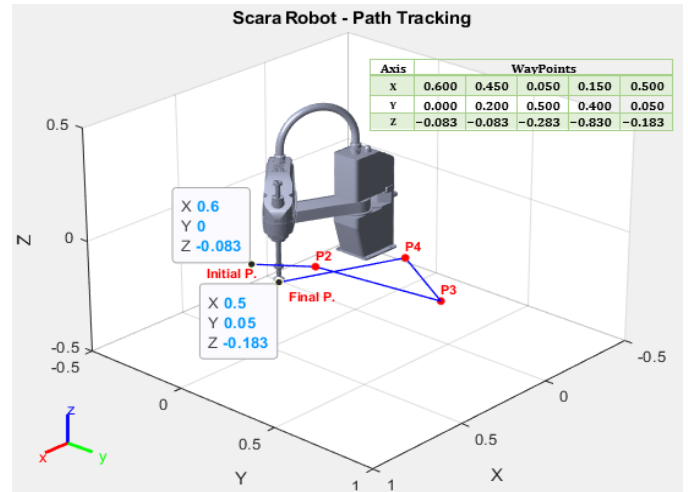 Scara Robot - Path Tracking
Axis WayPoints
X 0.600 0.450 0.050 0.150 0.500
Y 0.000 0.200 0.500 0.400 0.050
Z −0.083 −0.083 −0.283 −0.830 −0.183
0.5
0
-0.5
Z
X 0.6
Y 0
Z -0.083
Initial P.
P2
P4
P3
Final P.
X 0.5
Y 0.05
Z -0.183
-0.5
0
0.5
1
Y
1
0.5
0
-0.5
X
z
x
y